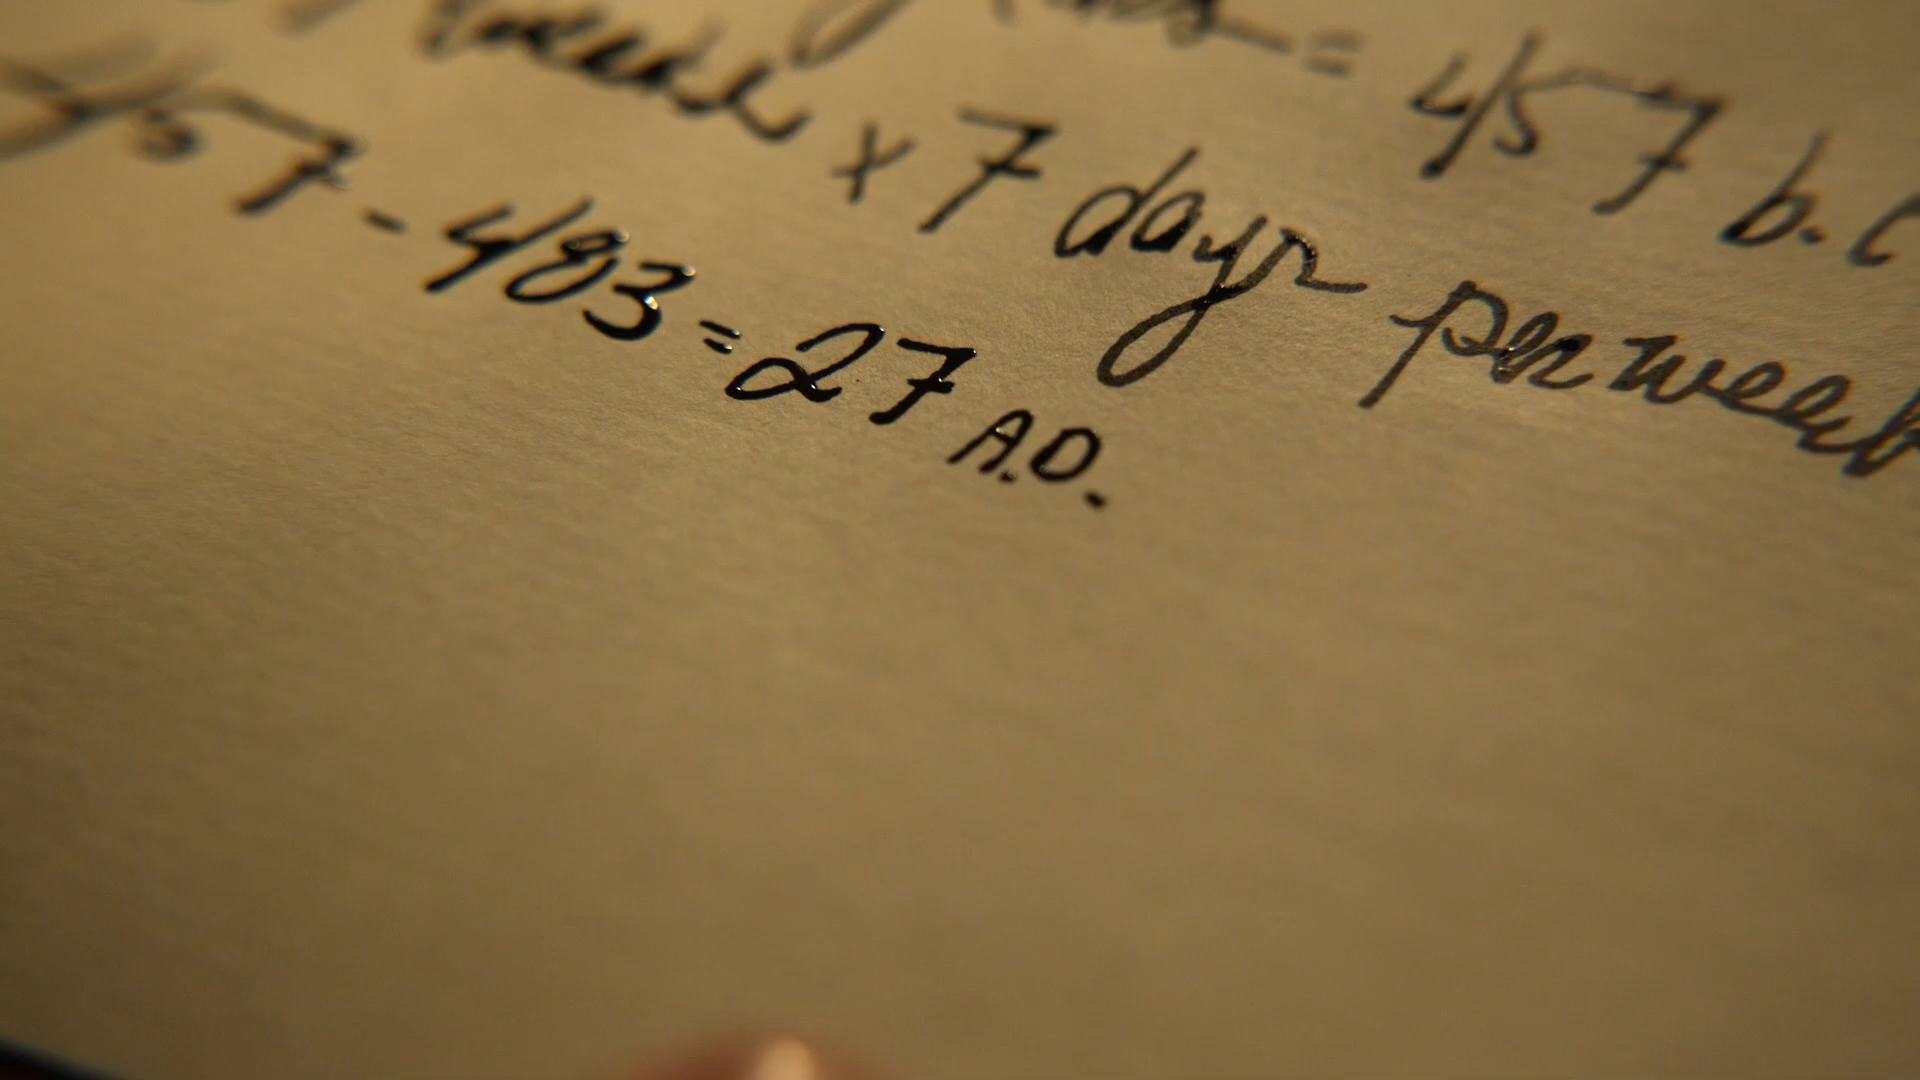 = 457 b.C
weeks x 7 days per week
457 - 483 = 27 A.D.